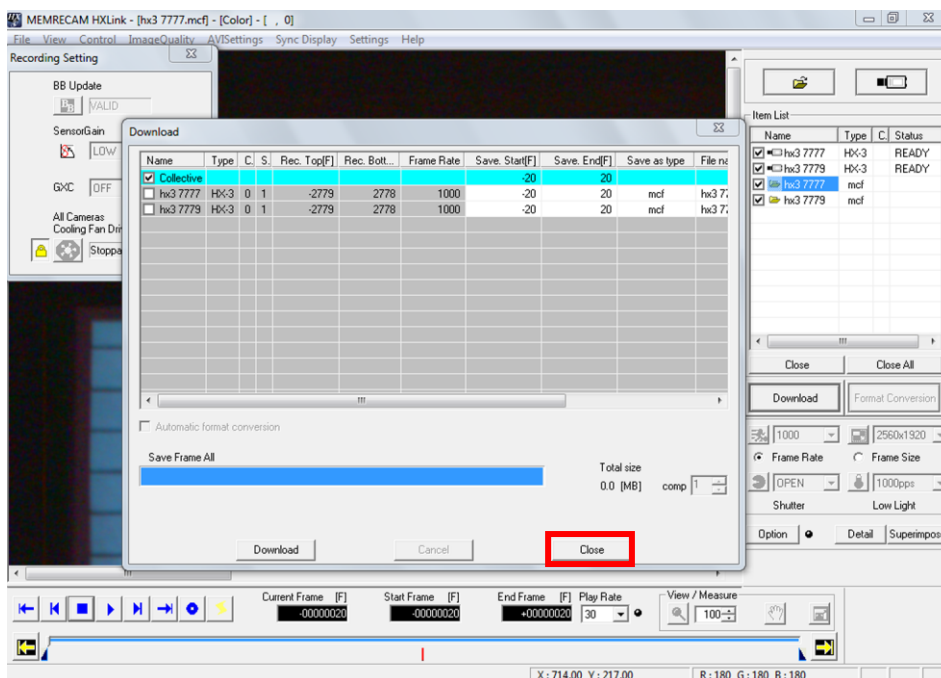 MEMRECAM HXLink - [hx3 7777.mcf] - [Color] - [ , 0]
File View Control ImageQuality AVISettings Sync Display Settings Help
Recording Setting
BB Update
VALID
SensorGain
LOW
GXC OFF
All Cameras
Cooling Fan Dri
Stoppa
Download
Name Type C. S. Rec. Top[F] Rec. Bott... Frame Rate Save. Start[F] Save. End[F] Save as type File na
Collective -20 20
hx3 7777 HX-3 0 1 -2779 2778 1000 -20 20 mcf hx3 77
hx3 7779 HX-3 0 1 -2779 2778 1000 -20 20 mcf hx3 77
Automatic format conversion
Save Frame All
Total size
0.0 [MB] comp 1
Download Cancel Close
Item List
Name Type C. Status
hx3 7777 HX-3 READY
hx3 7779 HX-3 READY
hx3 7777 mcf
hx3 7779 mcf
Close Close All
Download Format Conversion
1000 2560x1920
Frame Rate Frame Size
OPEN 1000pps
Shutter Low Light
Option Detail Superimpos
Current Frame [F] Start Frame [F] End Frame [F] Play Rate View / Measure
-00000020 -00000020 +00000020 30 100
X : 714.00 Y : 217.00 R : 180 G : 180 B : 180